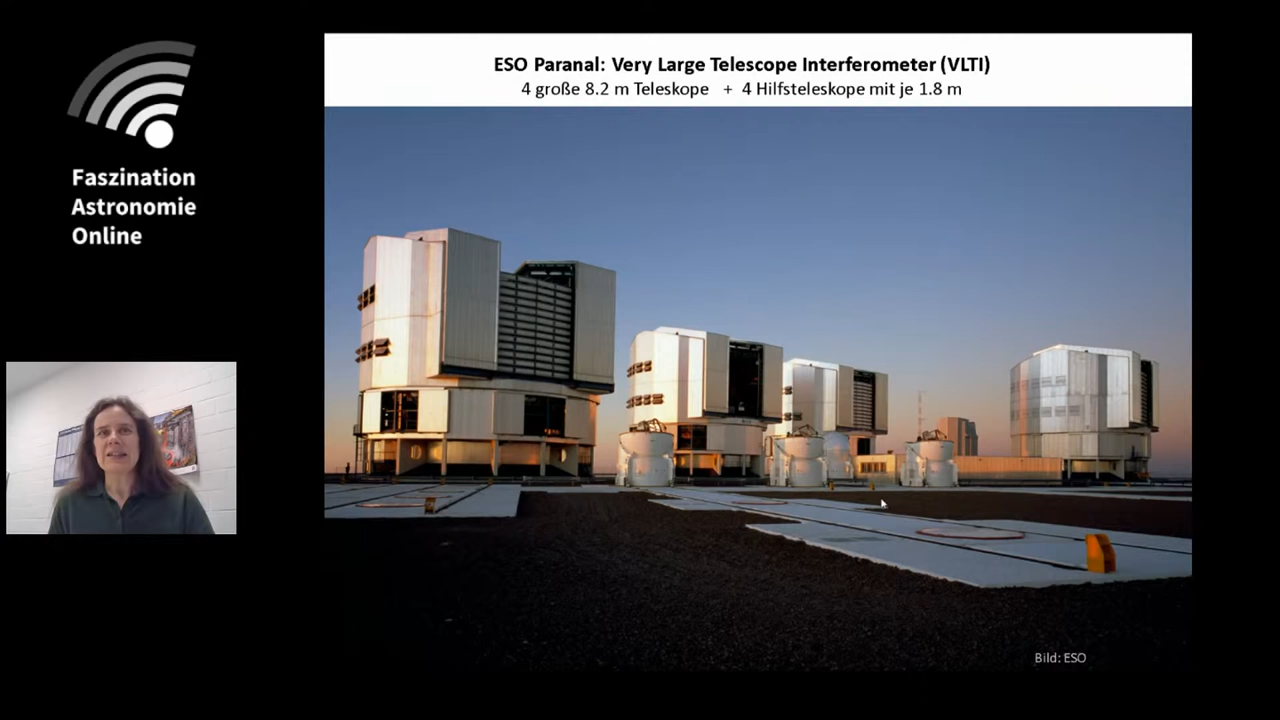 Faszination
Astronomie
Online
ESO Paranal: Very Large Telescope Interferometer (VLTI)
4 große 8.2 m Teleskope + 4 Hilfsteleskope mit je 1.8 m
Bild: ESO